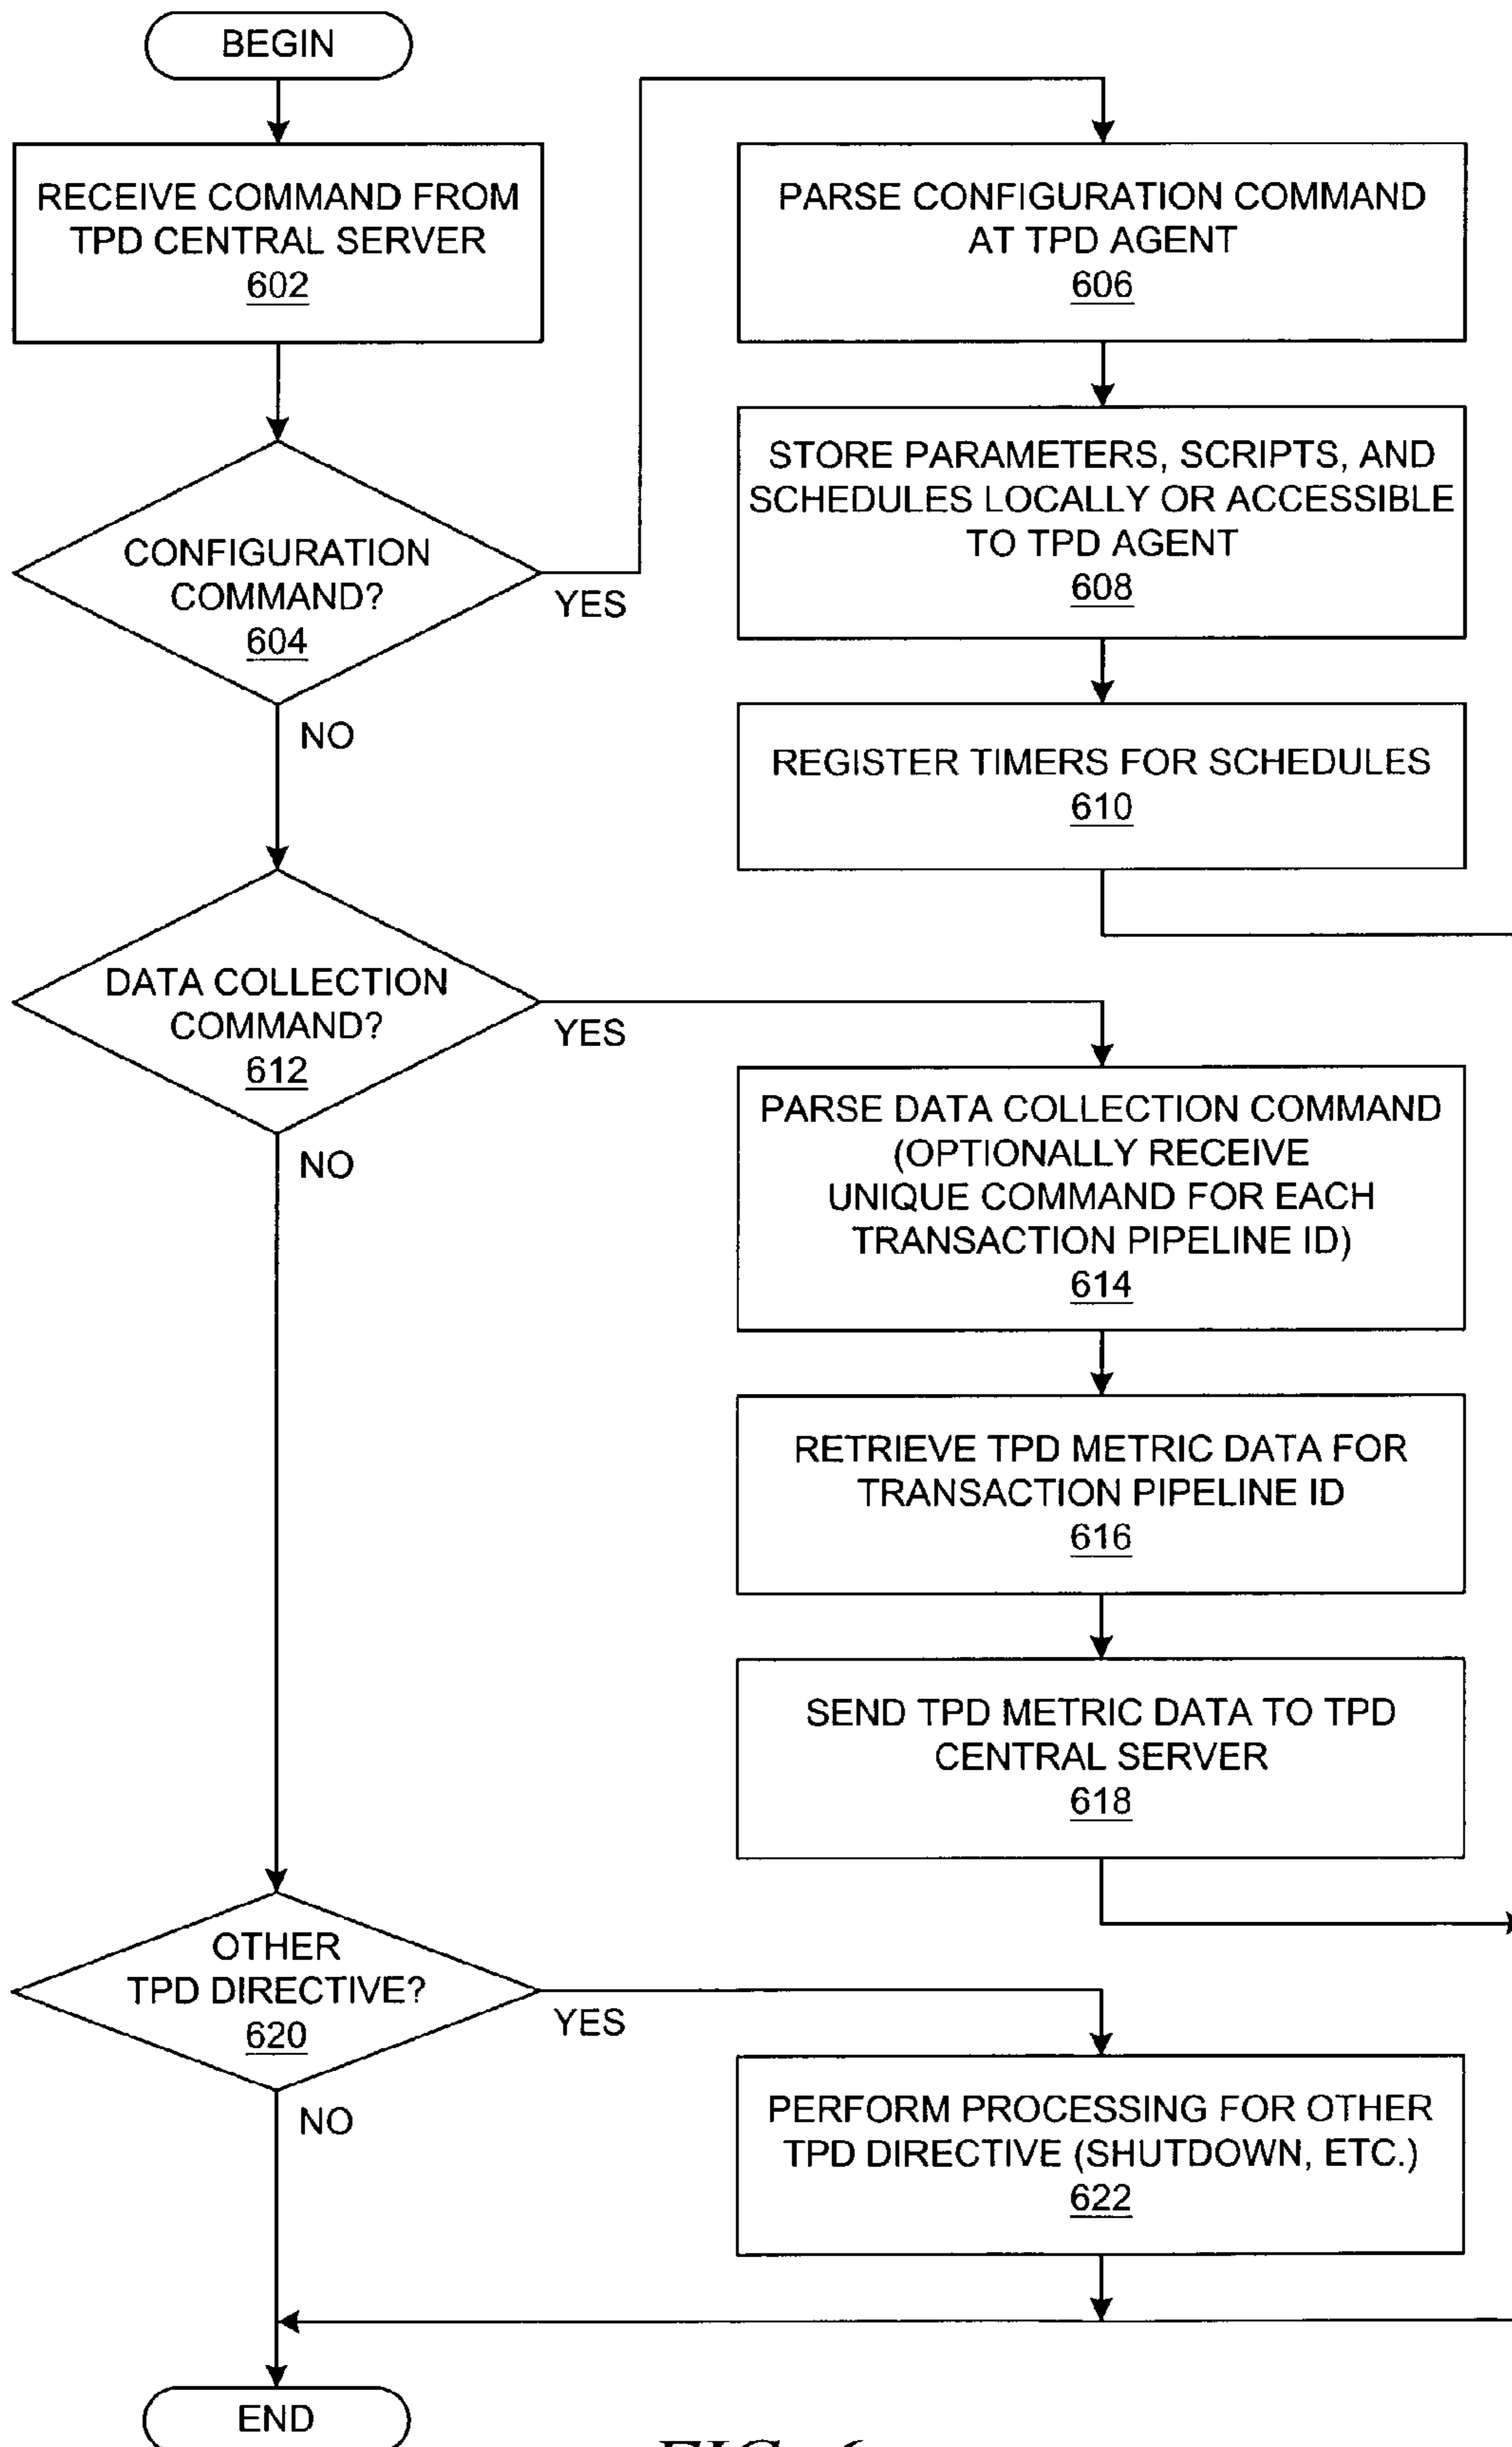 BEGIN
RECEIVE COMMAND FROM
TPD CENTRAL SERVER
602
CONFIGURATION
COMMAND?
604
YES
NO
PARSE CONFIGURATION COMMAND
AT TPD AGENT
606
STORE PARAMETERS, SCRIPTS, AND
SCHEDULES LOCALLY OR ACCESSIBLE
TO TPD AGENT
608
REGISTER TIMERS FOR SCHEDULES
610
DATA COLLECTION
COMMAND?
612
YES
NO
PARSE DATA COLLECTION COMMAND
(OPTIONALLY RECEIVE
UNIQUE COMMAND FOR EACH
TRANSACTION PIPELINE ID)
614
RETRIEVE TPD METRIC DATA FOR
TRANSACTION PIPELINE ID
616
SEND TPD METRIC DATA TO TPD
CENTRAL SERVER
618
OTHER
TPD DIRECTIVE?
620
YES
NO
PERFORM PROCESSING FOR OTHER
TPD DIRECTIVE (SHUTDOWN, ETC.)
622
END